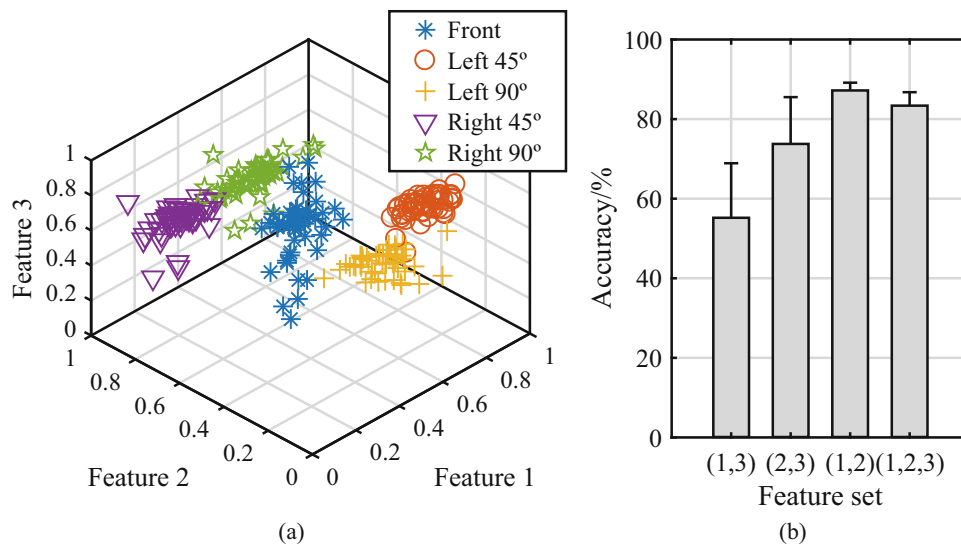 Front
Left 45º
Left 90º
Right 45º
Right 90º
Feature 3
1
0.8
0.6
0.4
0.2
0
1
0.8
0.6
0.4
0.2
0
Feature 2
0
0.2
0.4
0.6
0.8
1
Feature 1
(a)
Accuracy/%
100
80
60
40
20
0
(1,3) (2,3) (1,2) (1,2,3)
Feature set
(b)